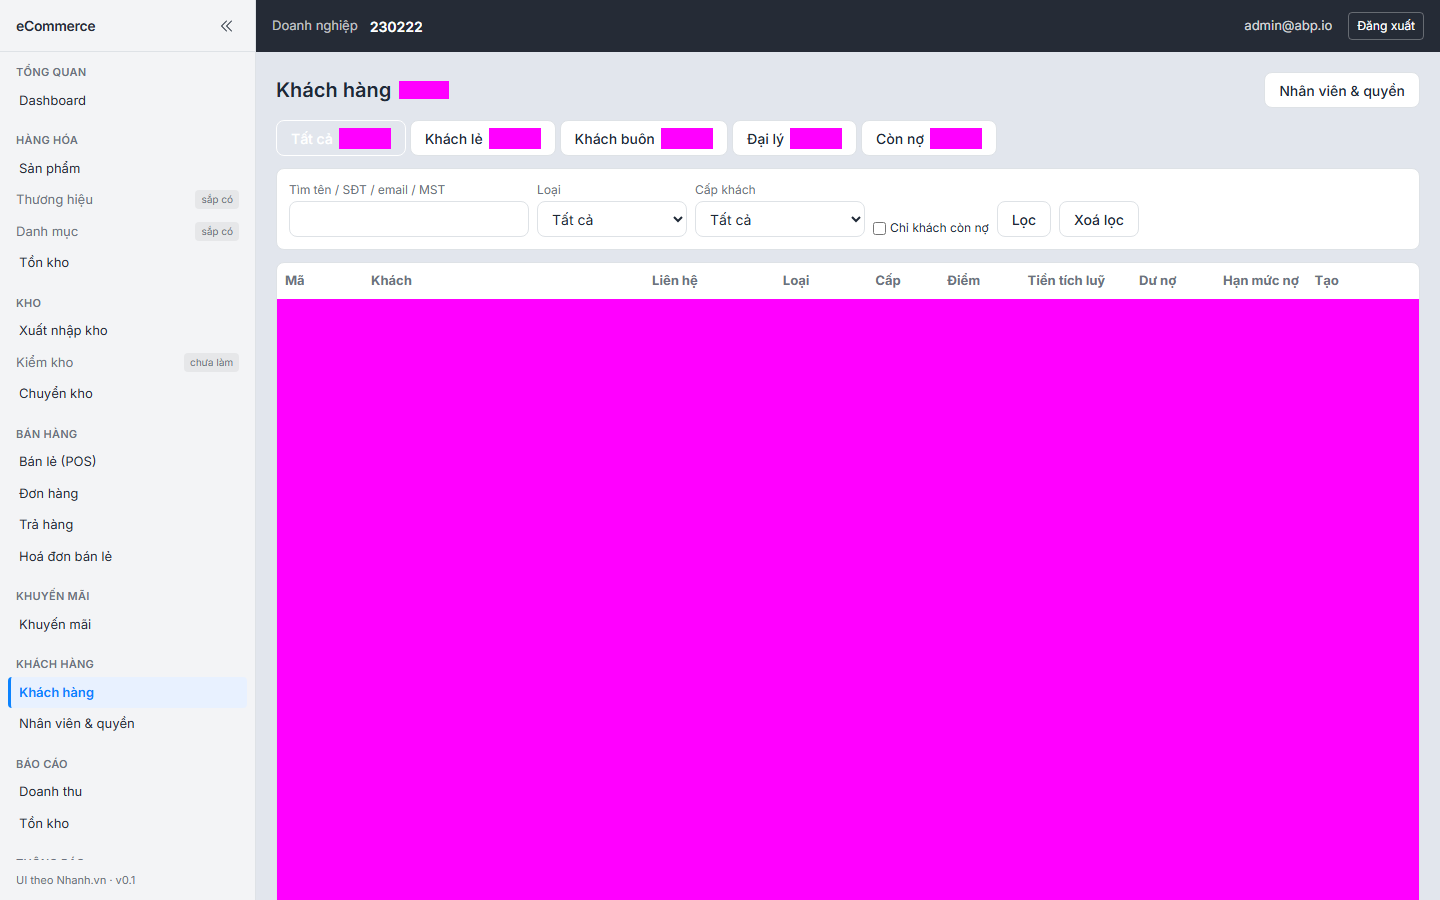 eCommerce
Doanh nghiệp 230222
admin@abp.io
Đăng xuất
TỔNG QUAN
Dashboard
HÀNG HÓA
Sản phẩm
Thương hiệu sắp có
Danh mục sắp có
Tồn kho
KHO
Xuất nhập kho
Kiểm kho chưa làm
Chuyển kho
BÁN HÀNG
Bán lẻ (POS)
Đơn hàng
Trả hàng
Hoá đơn bán lẻ
KHUYẾN MÃI
Khuyến mãi
KHÁCH HÀNG
Khách hàng
Nhân viên & quyền
BÁO CÁO
Doanh thu
Tồn kho
UI theo Nhanh.vn · v0.1
Khách hàng
Nhân viên & quyền
Tất cả
Khách lẻ
Khách buôn
Đại lý
Còn nợ
Tìm tên / SĐT / email / MST
Loại
Tất cả
Cấp khách
Tất cả
Chỉ khách còn nợ
Lọc
Xoá lọc
Mã Khách Liên hệ Loại Cấp Điểm Tiền tích luỹ Dư nợ Hạn mức nợ Tạo